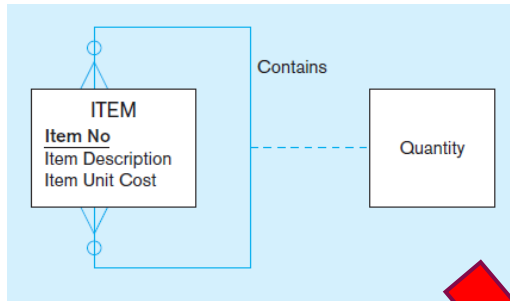 Contains
ITEM
Item No
Item Description
Item Unit Cost
Quantity